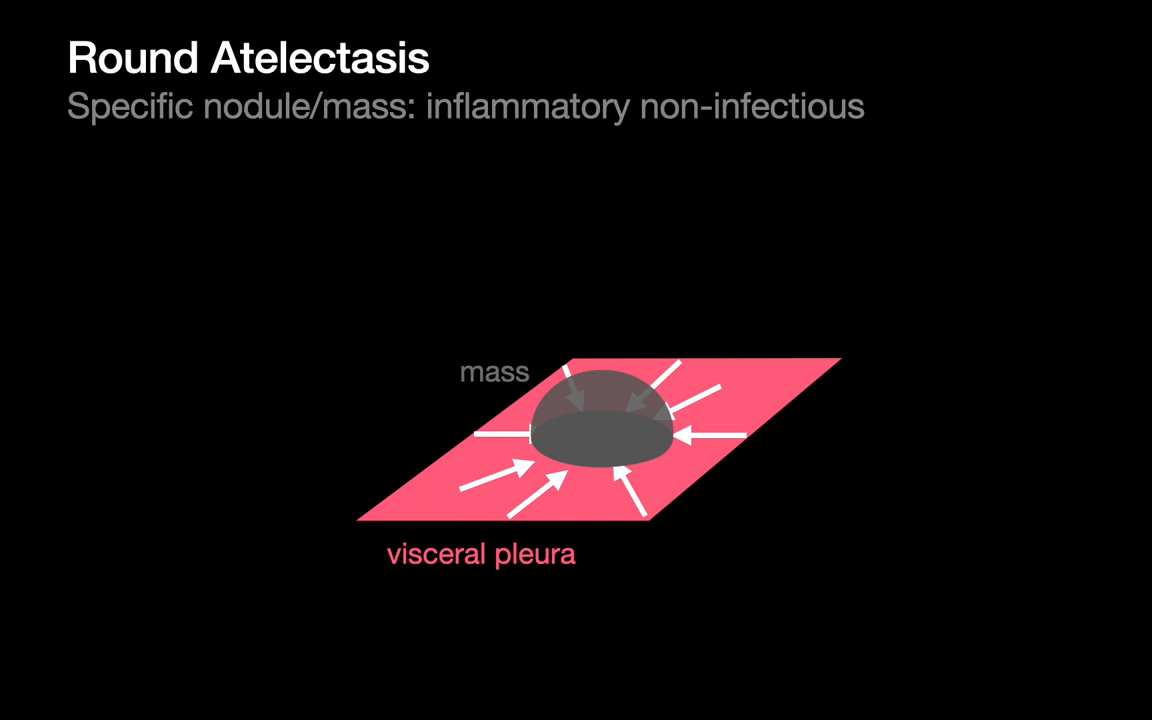 Round Atelectasis
Specific nodule/mass: inflammatory non-infectious
mass
visceral pleura